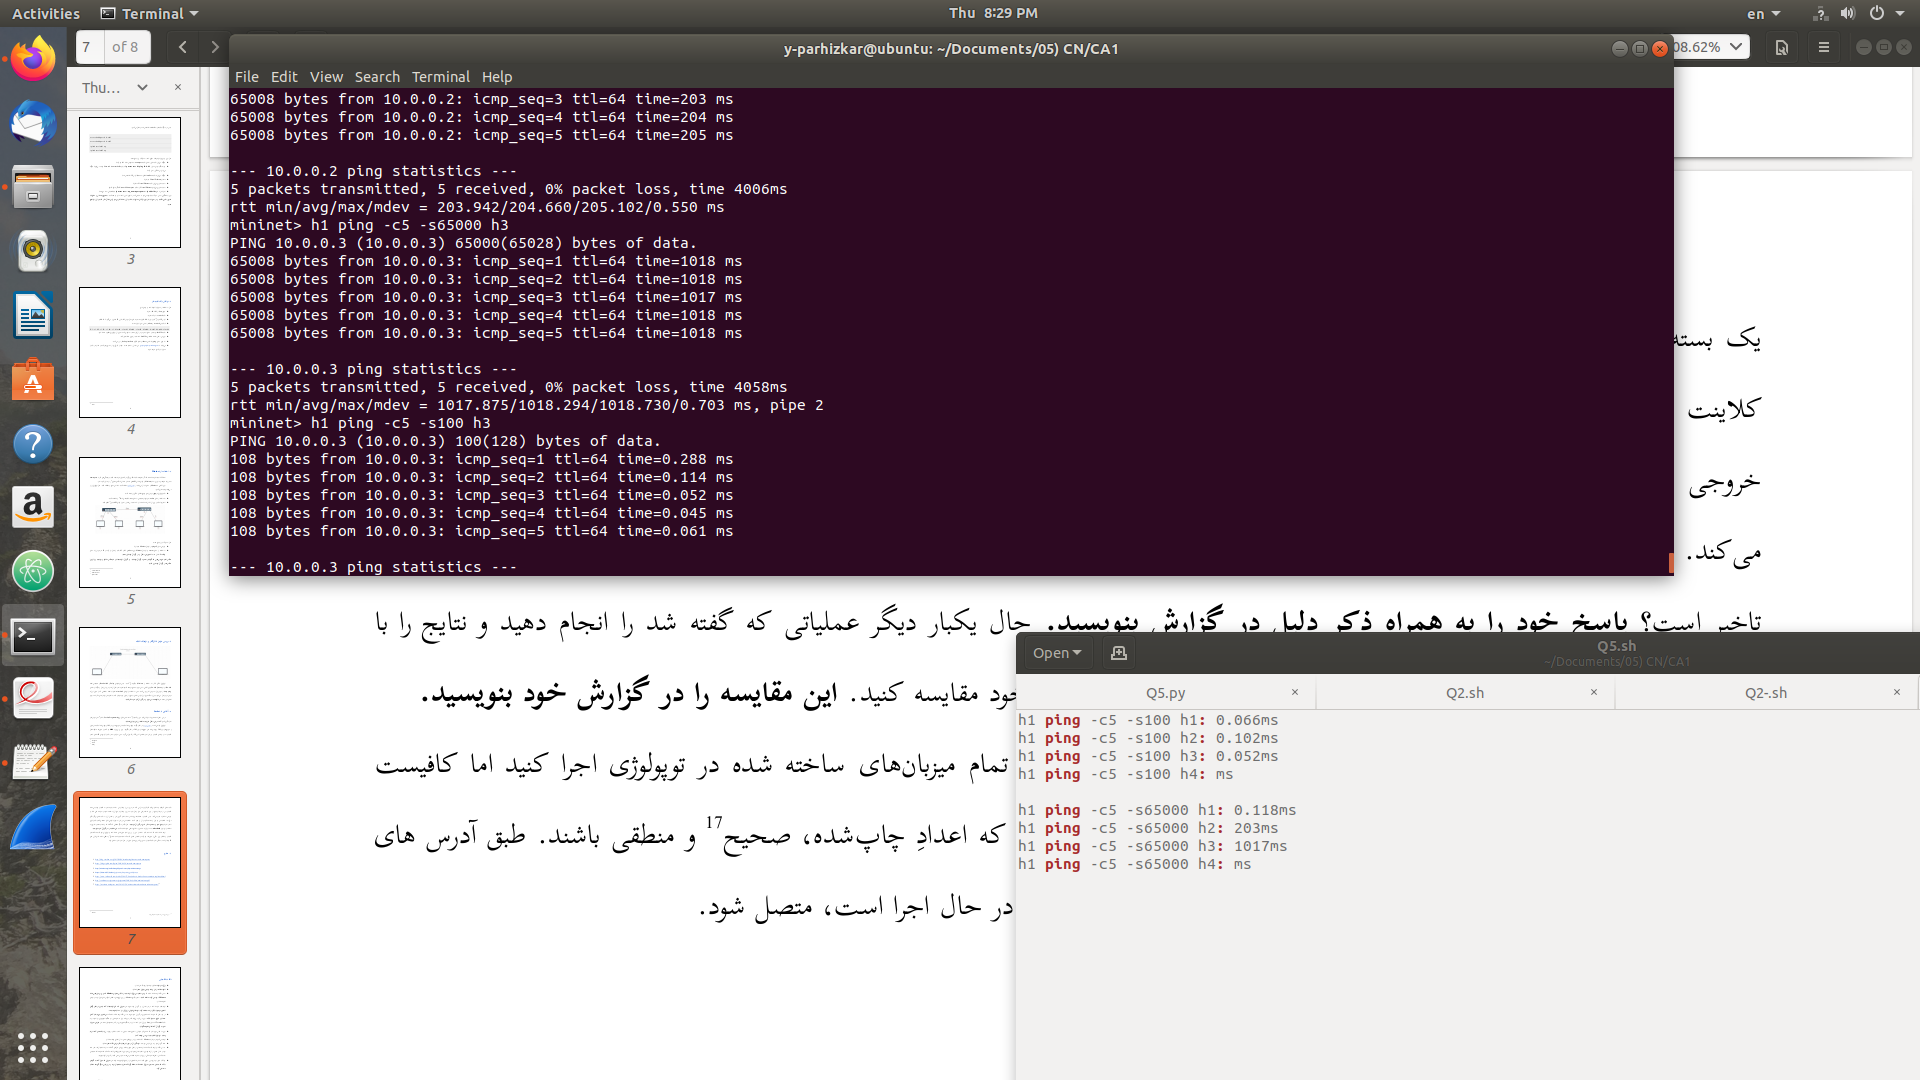 Activities
Terminal
Thu 8:29 PM
en
7 of 8
08.62%
Thu...
3
4
5
6
7
y-parhizkar@ubuntu: ~/Documents/05) CN/CA1
File Edit View Search Terminal Help
65008 bytes from 10.0.0.2: icmp_seq=3 ttl=64 time=203 ms
65008 bytes from 10.0.0.2: icmp_seq=4 ttl=64 time=204 ms
65008 bytes from 10.0.0.2: icmp_seq=5 ttl=64 time=205 ms
--- 10.0.0.2 ping statistics ---
5 packets transmitted, 5 received, 0% packet loss, time 4006ms
rtt min/avg/max/mdev = 203.942/204.660/205.102/0.550 ms
mininet> h1 ping -c5 -s65000 h3
PING 10.0.0.3 (10.0.0.3) 65000(65028) bytes of data.
65008 bytes from 10.0.0.3: icmp_seq=1 ttl=64 time=1018 ms
65008 bytes from 10.0.0.3: icmp_seq=2 ttl=64 time=1018 ms
65008 bytes from 10.0.0.3: icmp_seq=3 ttl=64 time=1017 ms
65008 bytes from 10.0.0.3: icmp_seq=4 ttl=64 time=1018 ms
65008 bytes from 10.0.0.3: icmp_seq=5 ttl=64 time=1018 ms
--- 10.0.0.3 ping statistics ---
5 packets transmitted, 5 received, 0% packet loss, time 4058ms
rtt min/avg/max/mdev = 1017.875/1018.294/1018.730/0.703 ms, pipe 2
mininet> h1 ping -c5 -s100 h3
PING 10.0.0.3 (10.0.0.3) 100(128) bytes of data.
108 bytes from 10.0.0.3: icmp_seq=1 ttl=64 time=0.288 ms
108 bytes from 10.0.0.3: icmp_seq=2 ttl=64 time=0.114 ms
108 bytes from 10.0.0.3: icmp_seq=3 ttl=64 time=0.052 ms
108 bytes from 10.0.0.3: icmp_seq=4 ttl=64 time=0.045 ms
108 bytes from 10.0.0.3: icmp_seq=5 ttl=64 time=0.061 ms
--- 10.0.0.3 ping statistics ---
یک بسته
کلاینت
خروجی
می‌کند.
تاخیر است؟ پاسخ خود را به همراه ذکر دلیل در گزارش بنویسید. حال یکبار دیگر عملیاتی که گفته شد را انجام دهید و نتایج را با
خود مقایسه کنید. این مقایسه را در گزارش خود بنویسید.
تمام میزبان‌های ساخته شده در توپولوژی اجرا کنید اما کافیست
که اعدادِ چاپ‌شده، صحیح17 و منطقی باشند. طبق آدرس های
در حال اجرا است، متصل شود.
Open
Q5.sh
~/Documents/05) CN/CA1
Q5.py
Q2.sh
Q2-.sh
h1 ping -c5 -s100 h1: 0.066ms
h1 ping -c5 -s100 h2: 0.102ms
h1 ping -c5 -s100 h3: 0.052ms
h1 ping -c5 -s100 h4: ms
h1 ping -c5 -s65000 h1: 0.118ms
h1 ping -c5 -s65000 h2: 203ms
h1 ping -c5 -s65000 h3: 1017ms
h1 ping -c5 -s65000 h4: ms